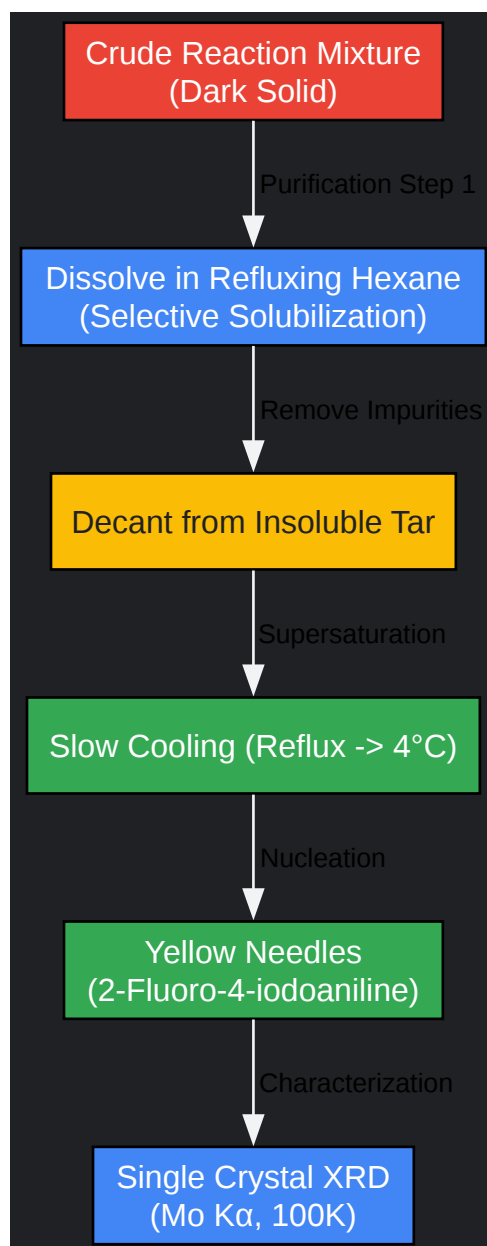 Crude Reaction Mixture
(Dark Solid)
Purification Step 1
Dissolve in Refluxing Hexane
(Selective Solubilization)
Remove Impurities
Decant from Insoluble Tar
Supersaturation
Slow Cooling (Reflux -> 4°C)
Nucleation
Yellow Needles
(2-Fluoro-4-iodoaniline)
Characterization
Single Crystal XRD
(Mo Kα, 100K)